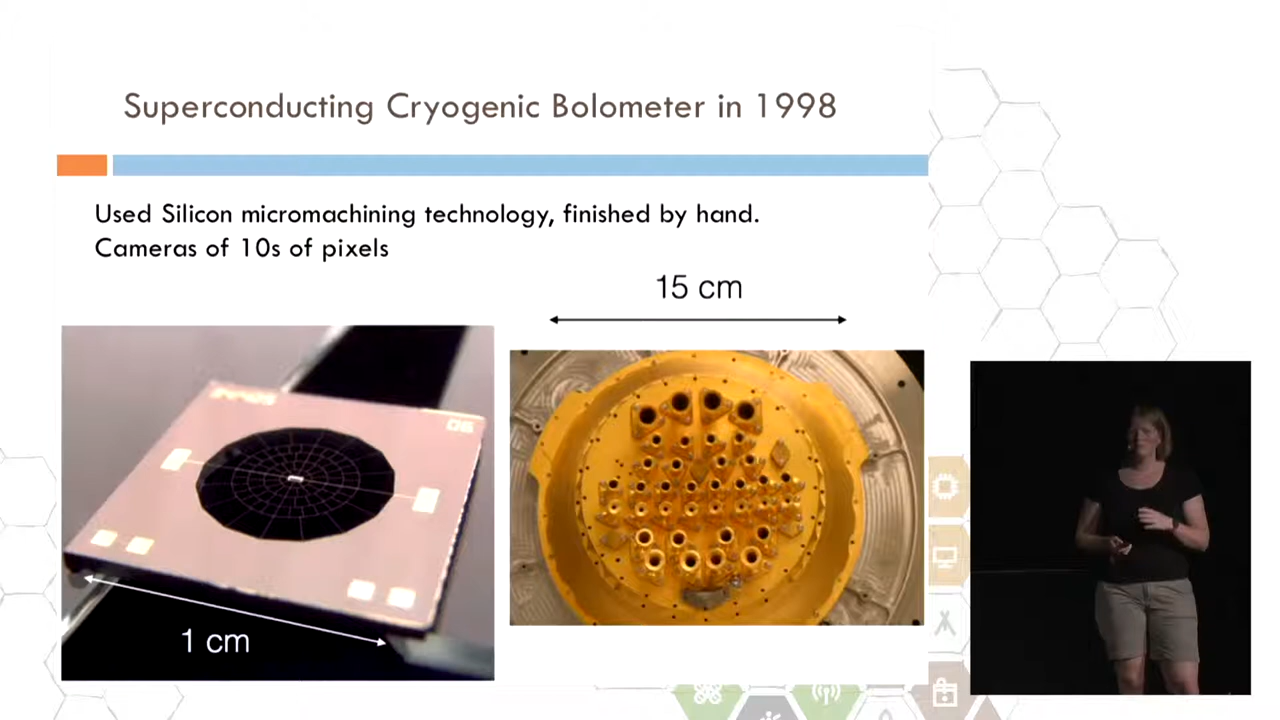 Superconducting Cryogenic Bolometer in 1998
Used Silicon micromachining technology, finished by hand.
Cameras of 10s of pixels
15 cm
1 cm